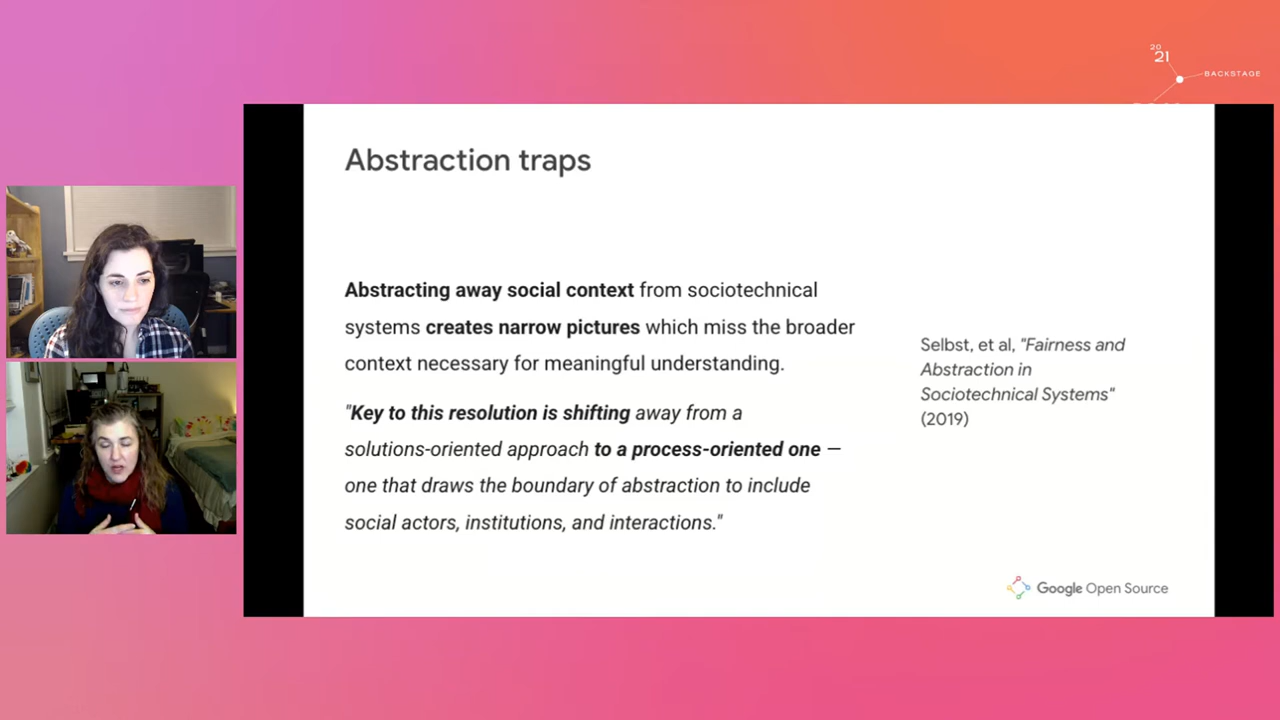 20
21
BACKSTAGE
Abstraction traps
Abstracting away social context from sociotechnical
systems creates narrow pictures which miss the broader
context necessary for meaningful understanding.
"Key to this resolution is shifting away from a
solutions-oriented approach to a process-oriented one —
one that draws the boundary of abstraction to include
social actors, institutions, and interactions."
Selbst, et al, "Fairness and
Abstraction in
Sociotechnical Systems"
(2019)
Google Open Source